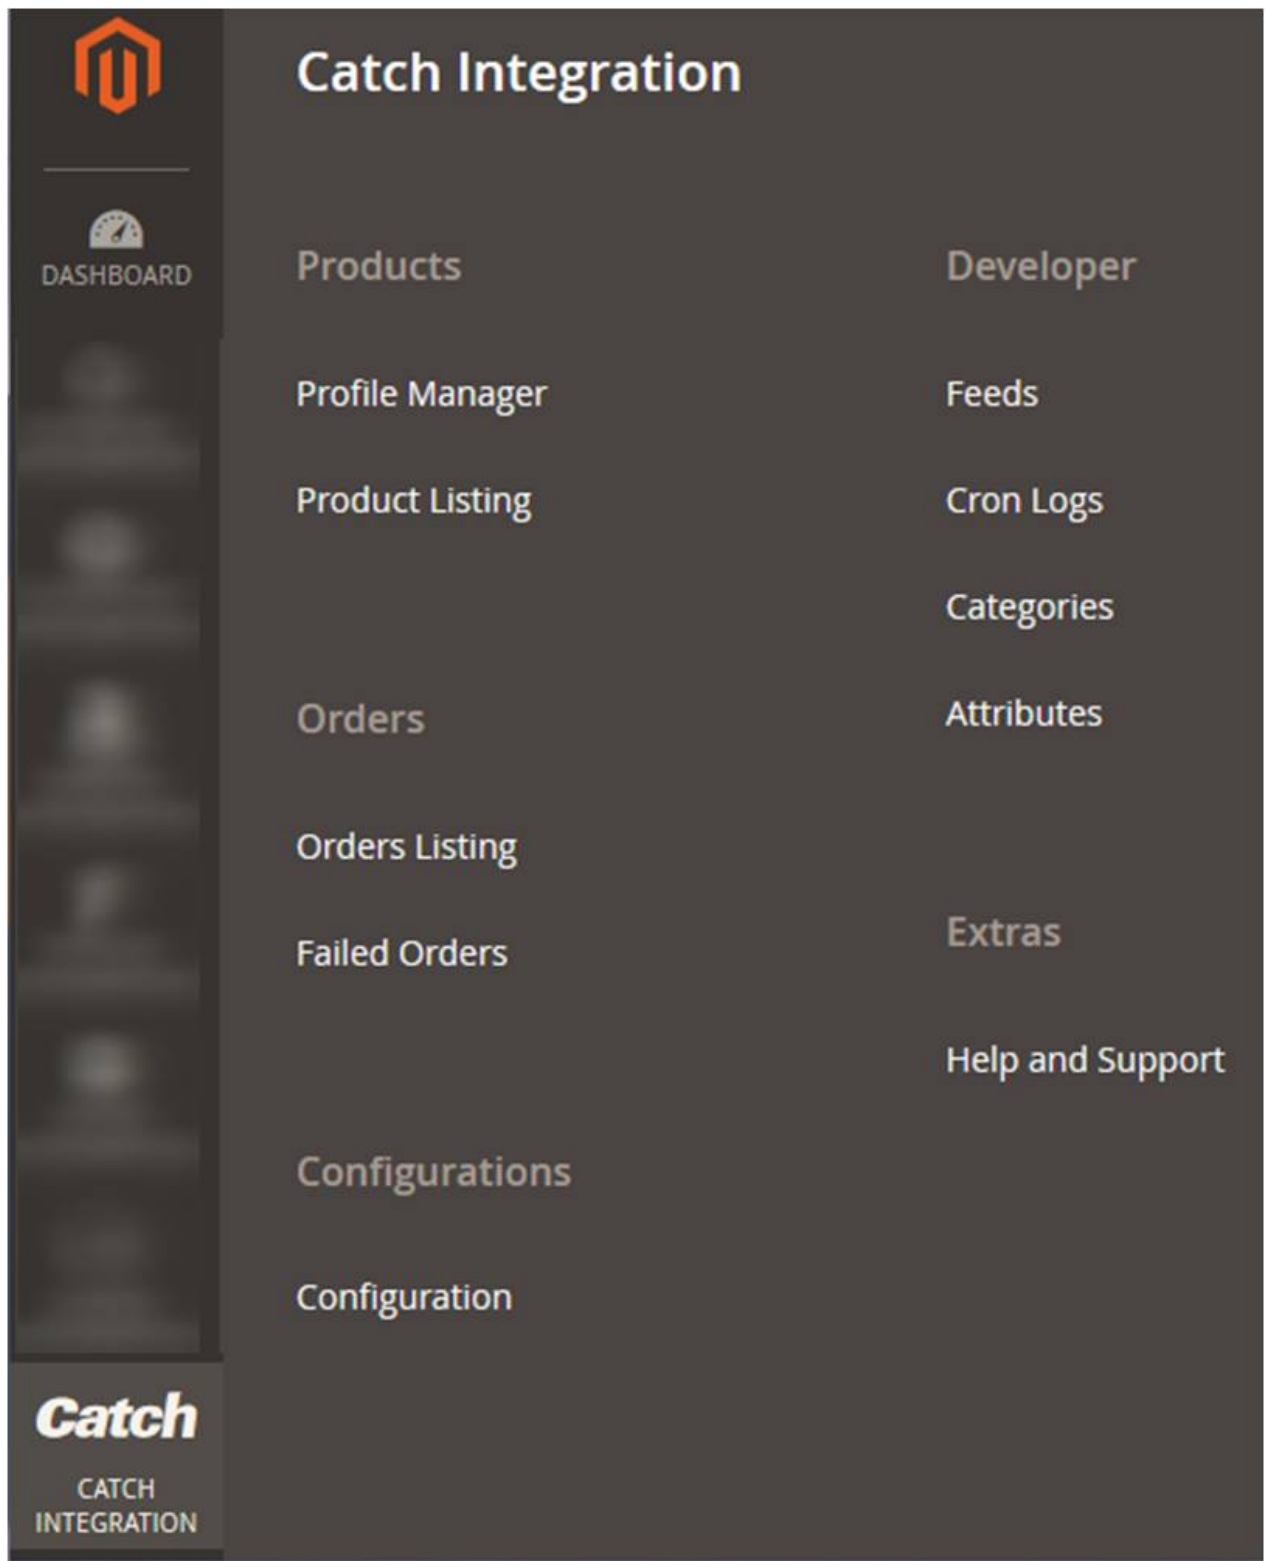 Catch Integration
DASHBOARD
Products
Profile Manager
Product Listing
Orders
Orders Listing
Failed Orders
Configurations
Configuration
Developer
Feeds
Cron Logs
Categories
Attributes
Extras
Help and Support
Catch
CATCH
INTEGRATION